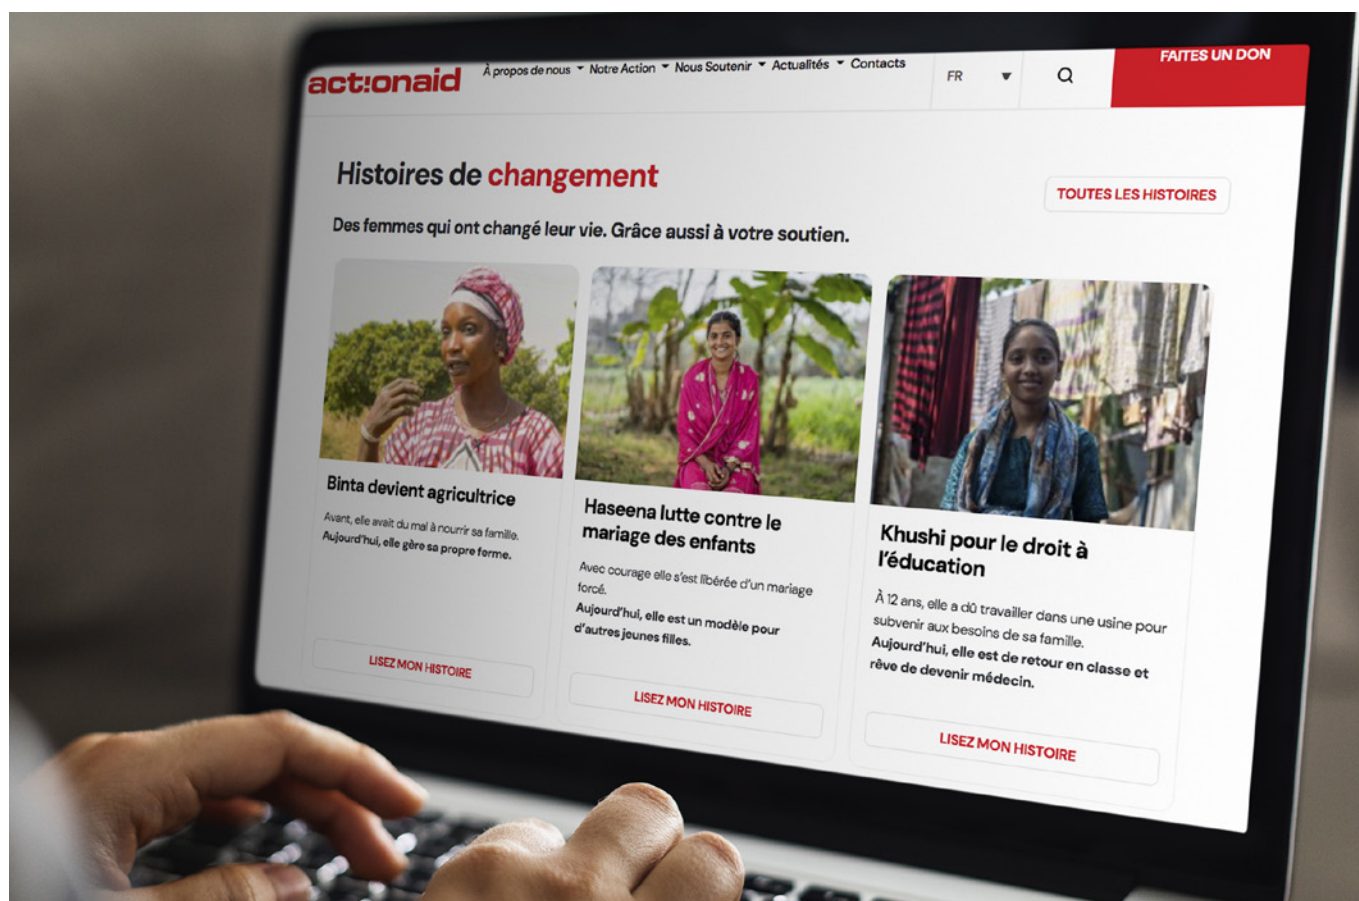 act:onaid
À propos de nous
Notre Action
Nous Soutenir
Actualités
Contacts
FR
FAITES UN DON
Histoires de changement
TOUTES LES HISTOIRES
Des femmes qui ont changé leur vie. Grâce aussi à votre soutien.
Binta devient agricultrice
Avant, elle avait du mal à nourrir sa famille.
Aujourd'hui, elle gère sa propre ferme.
LISEZ MON HISTOIRE
Haseena lutte contre le
mariage des enfants
Avec courage elle s'est libérée d'un mariage
forcé.
Aujourd'hui, elle est un modèle pour
d'autres jeunes filles.
LISEZ MON HISTOIRE
Khushi pour le droit à
l'éducation
À 12 ans, elle a dû travailler dans une usine pour
subvenir aux besoins de sa famille.
Aujourd'hui, elle est de retour en classe et
rêve de devenir médecin.
LISEZ MON HISTOIRE